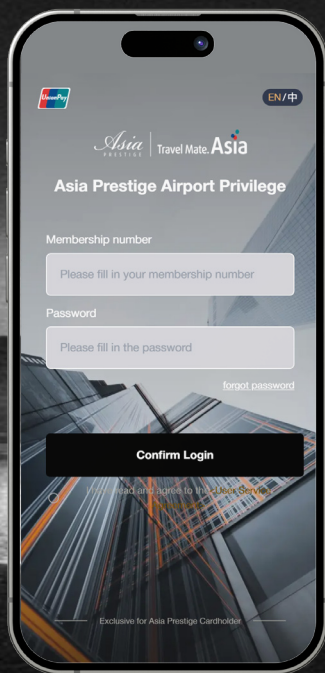 UnionPay
EN/中
Asia
PRESTIGE
Travel Mate. Asia
Asia Prestige Airport Privilege
Membership number
Please fill in your membership number
Password
Please fill in the password
forgot password
Confirm Login
I have read and agree to the <User Service
Exclusive for Asia Prestige Cardholder